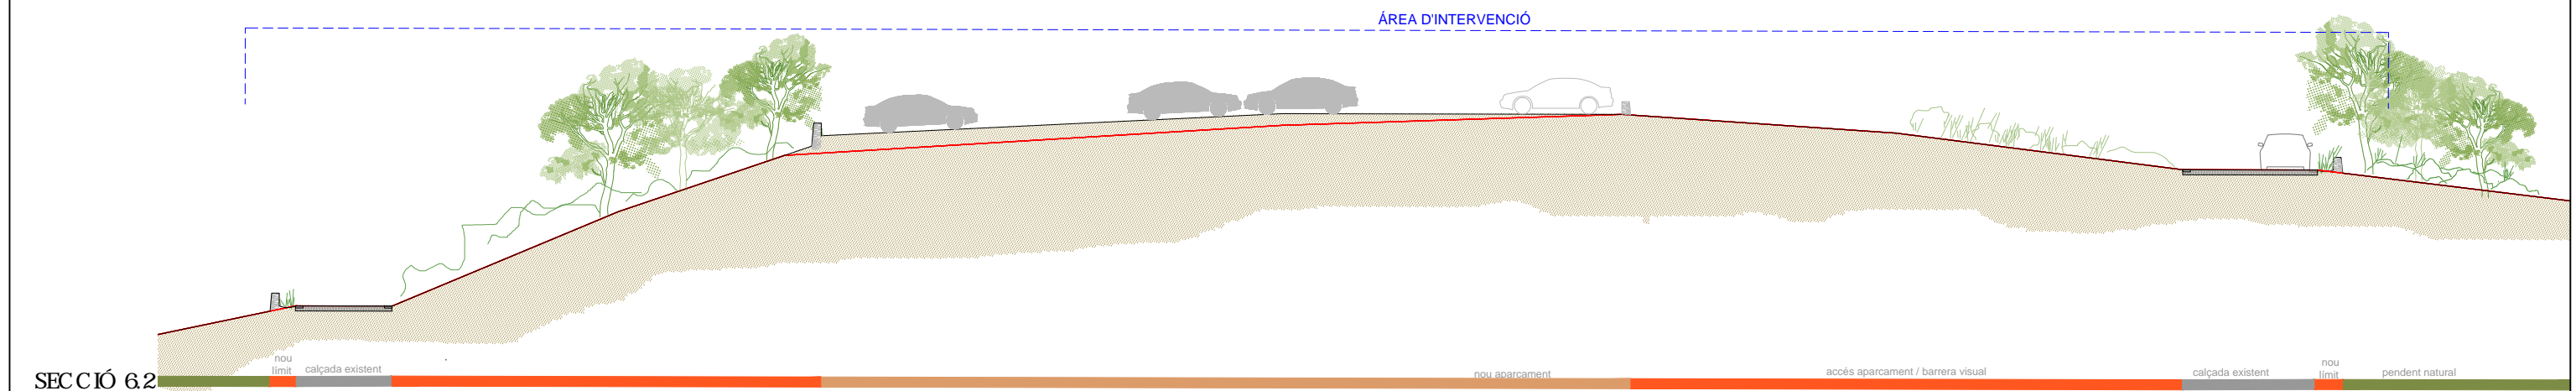 ÁREA D'INTERVENCIÓ
SECCIÓ 6.2
nou
límit
calçada existent
nou aparcament
accés aparcament / barrera visual
calçada existent
nou
límit
pendent natural